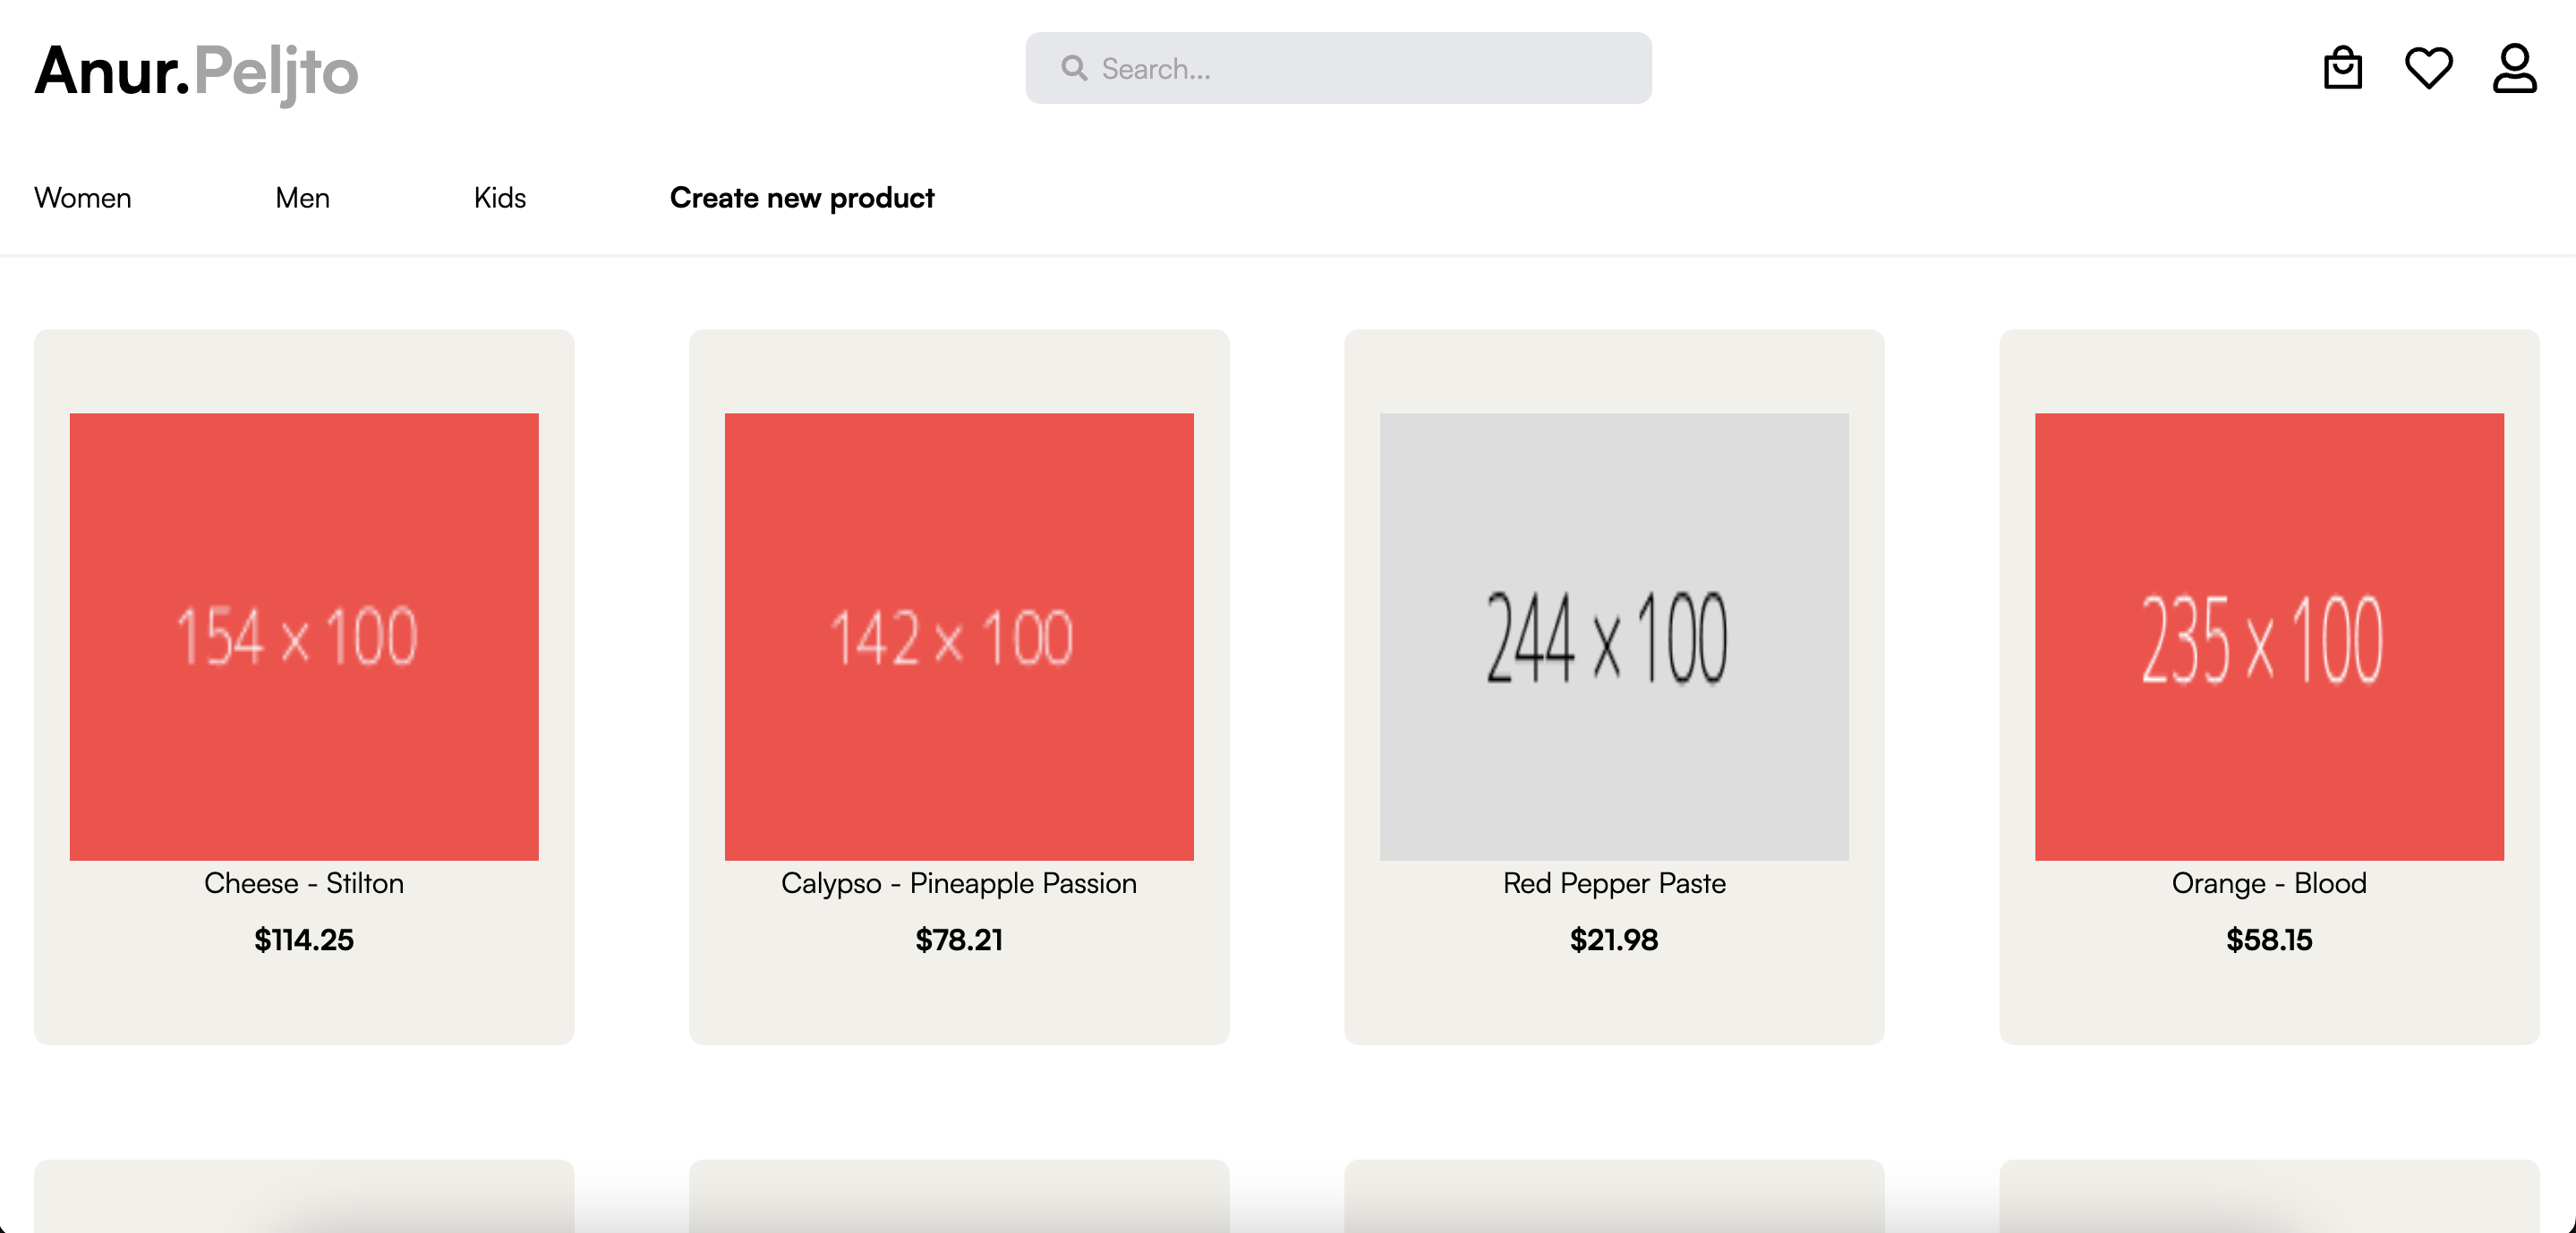 Anur.Peljto
Search...
Women Men Kids Create new product
154 x 100
142 x 100
244 x 100
235 x 100
Cheese - Stilton
$114.25
Calypso - Pineapple Passion
$78.21
Red Pepper Paste
$21.98
Orange - Blood
$58.15